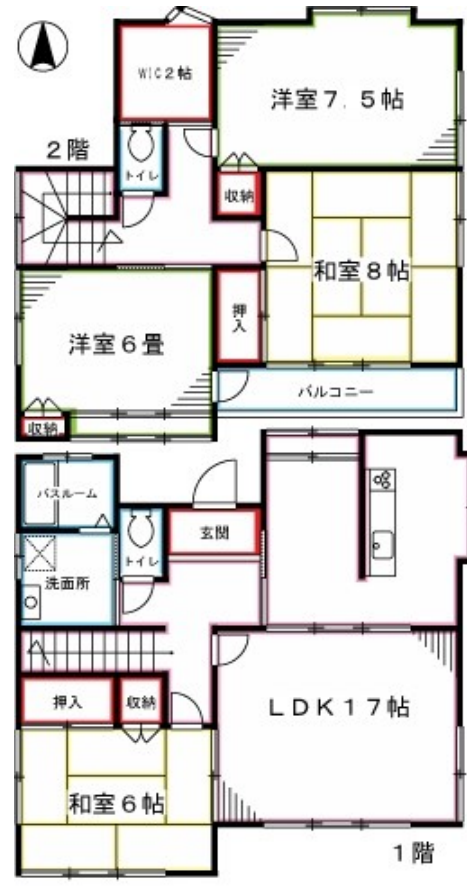 WIC2帖
洋室7.5帖
2階
トイレ
収納
和室8帖
押入
洋室6畳
バルコニー
収納
バスルーム
玄関
トイレ
洗面所
押入
収納
LDK17帖
和室6帖
1階